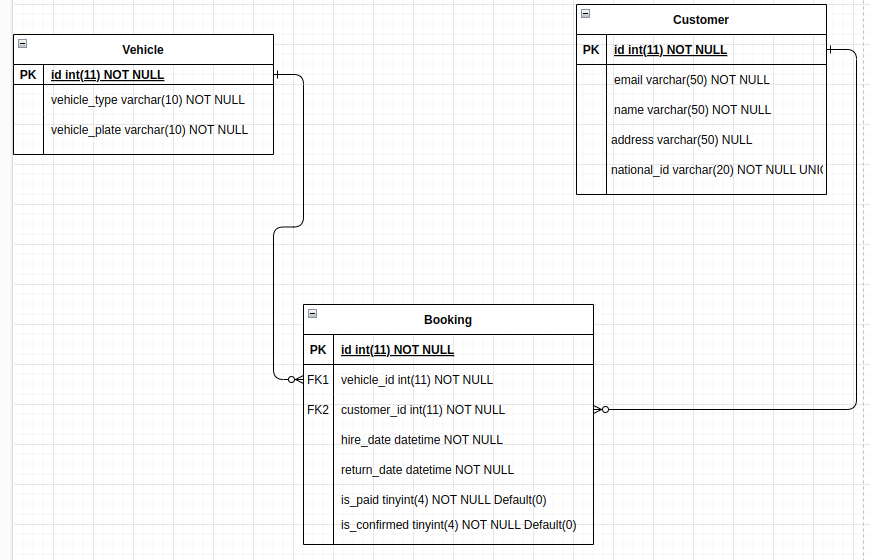 Vehicle
PK id int(11) NOT NULL
vehicle_type varchar(10) NOT NULL
vehicle_plate varchar(10) NOT NULL
Customer
PK id int(11) NOT NULL
email varchar(50) NOT NULL
name varchar(50) NOT NULL
address varchar(50) NULL
national_id varchar(20) NOT NULL
Booking
PK id int(11) NOT NULL
FK1 vehicle_id int(11) NOT NULL
FK2 customer_id int(11) NOT NULL
hire_date datetime NOT NULL
return_date datetime NOT NULL
is_paid tinyint(4) NOT NULL Default(0)
is_confirmed tinyint(4) NOT NULL Default(0)